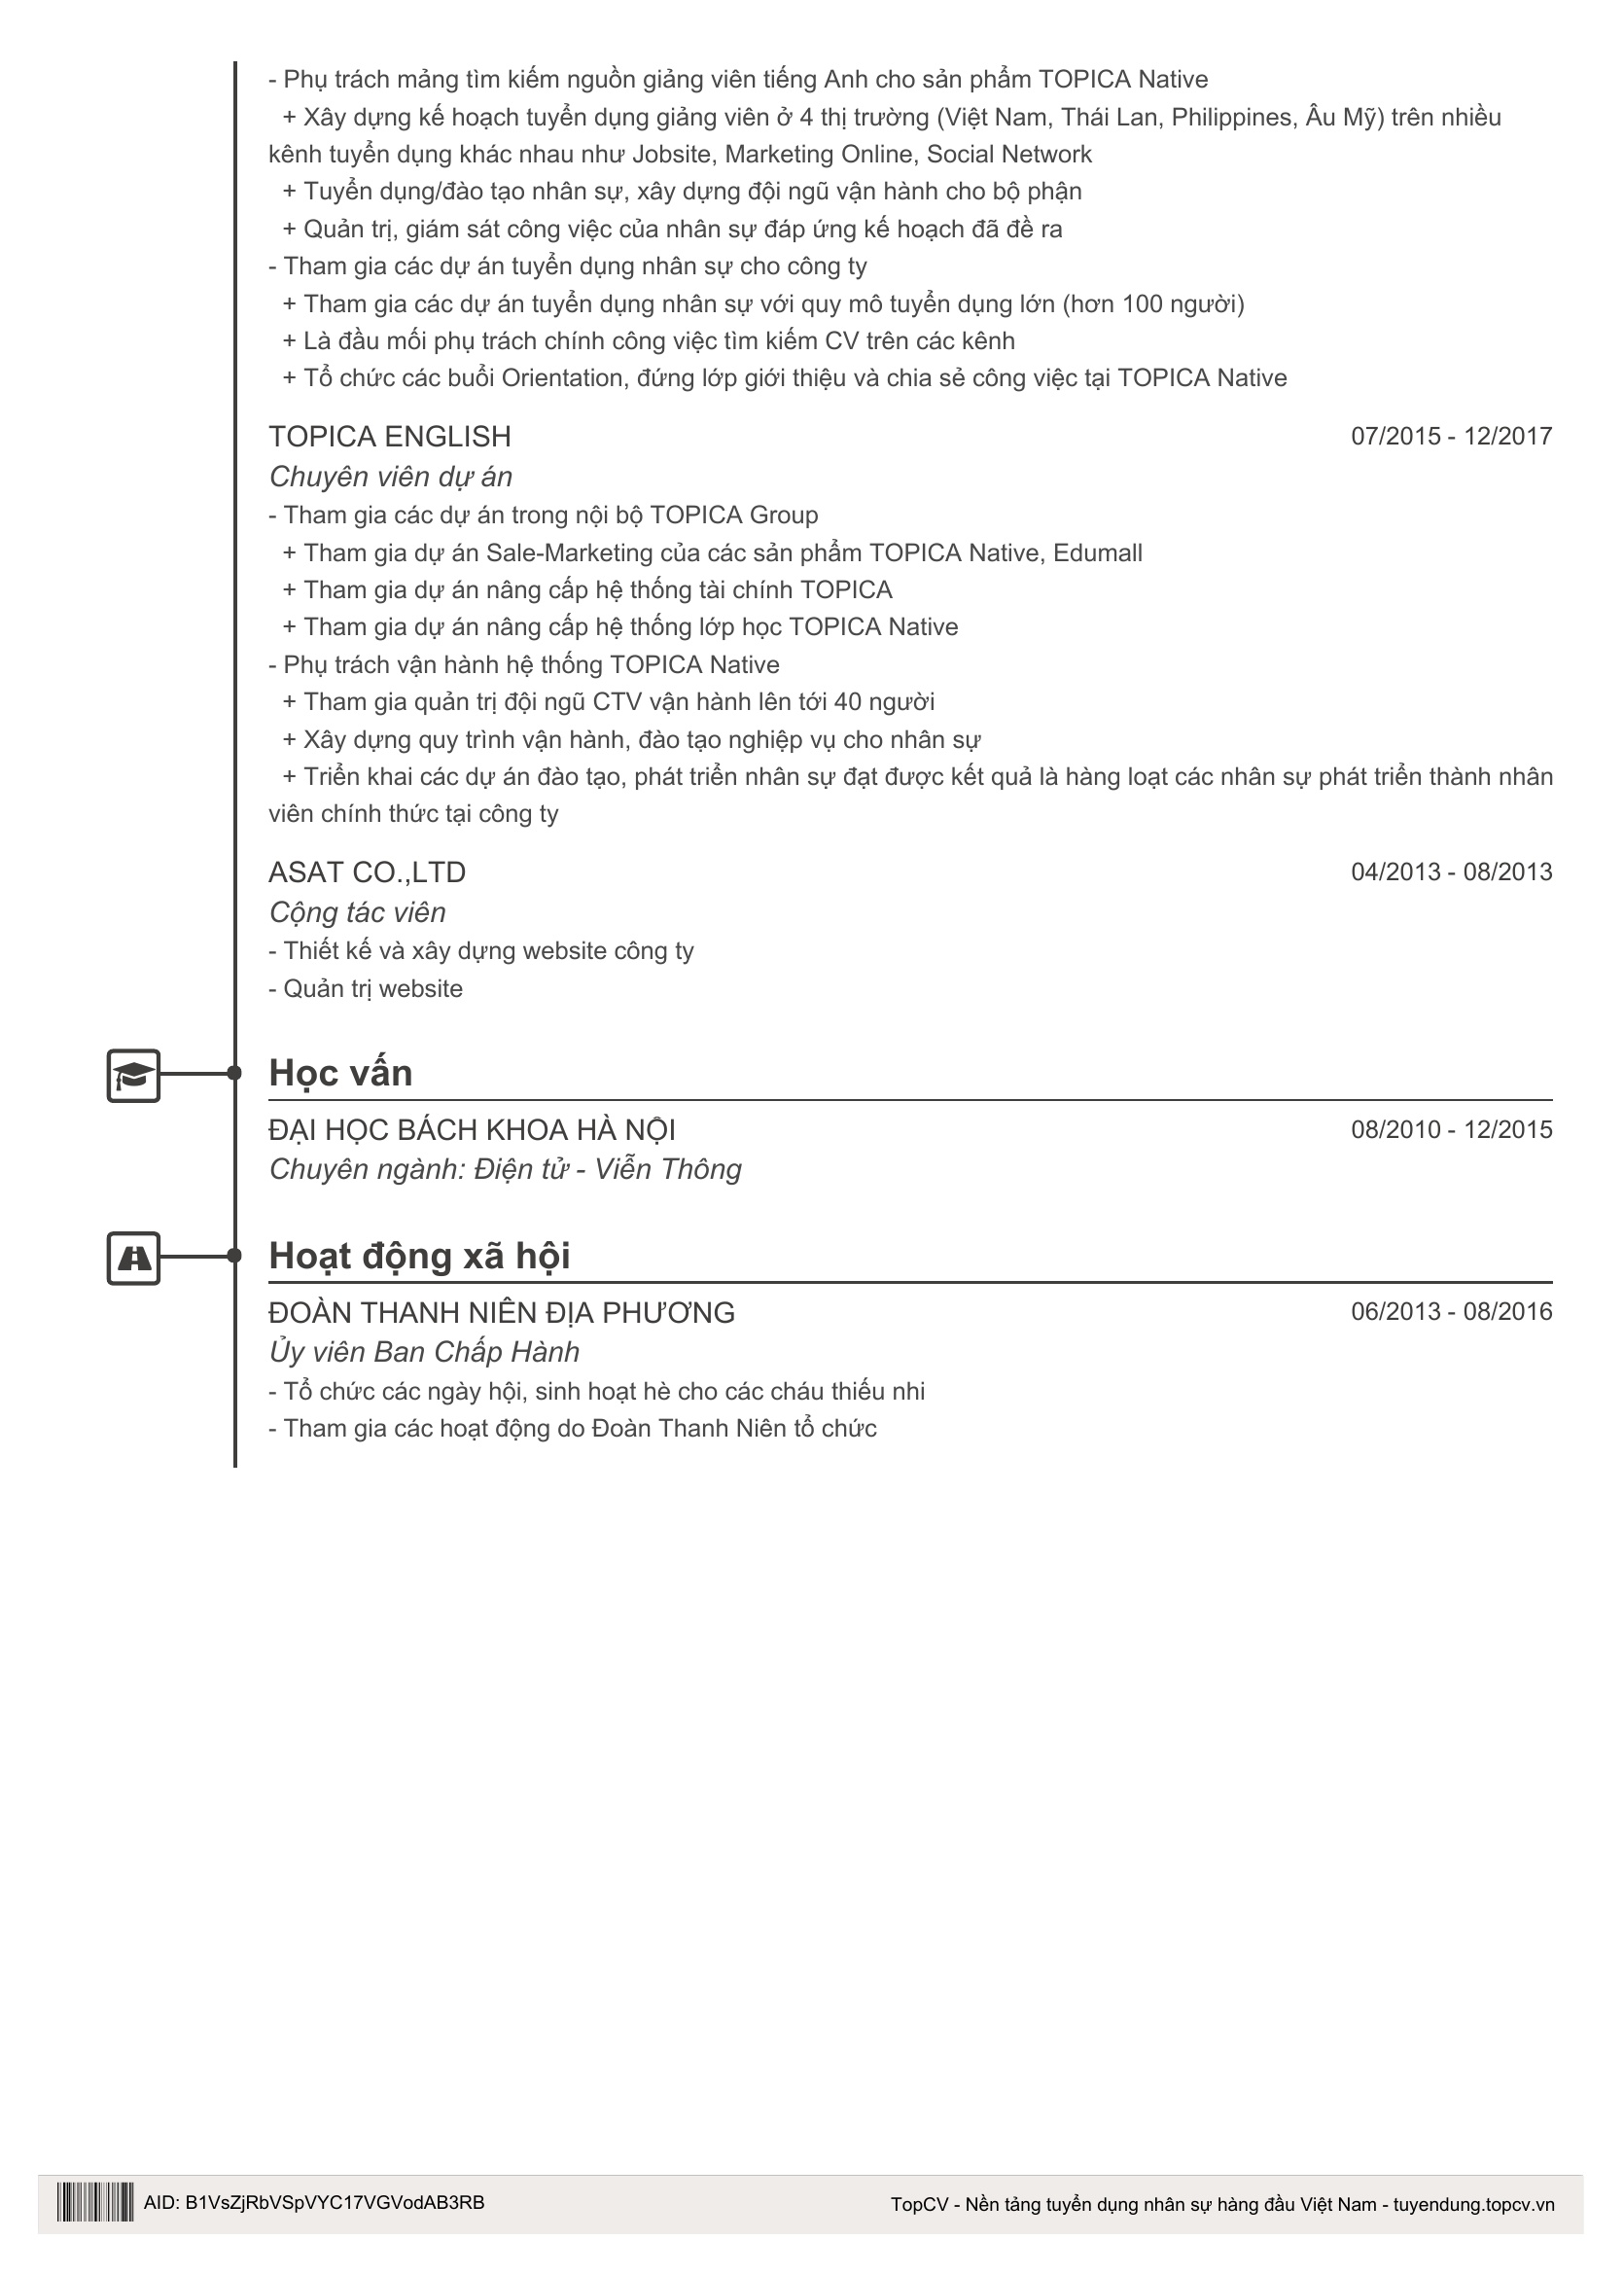 - Phụ trách mảng tìm kiếm nguồn giảng viên tiếng Anh cho sản phẩm TOPICA Native
+ Xây dựng kế hoạch tuyển dụng giảng viên ở 4 thị trường (Việt Nam, Thái Lan, Philippines, Âu Mỹ) trên nhiều
kênh tuyển dụng khác nhau như Jobsite, Marketing Online, Social Network
+ Tuyển dụng/đào tạo nhân sự, xây dựng đội ngũ vận hành cho bộ phận
+ Quản trị, giám sát công việc của nhân sự đáp ứng kế hoạch đã đề ra
- Tham gia các dự án tuyển dụng nhân sự cho công ty
+ Tham gia các dự án tuyển dụng nhân sự với quy mô tuyển dụng lớn (hơn 100 người)
+ Là đầu mối phụ trách chính công việc tìm kiếm CV trên các kênh
+ Tổ chức các buổi Orientation, đứng lớp giới thiệu và chia sẻ công việc tại TOPICA Native
TOPICA ENGLISH 07/2015 - 12/2017
Chuyên viên dự án
- Tham gia các dự án trong nội bộ TOPICA Group
+ Tham gia dự án Sale-Marketing của các sản phẩm TOPICA Native, Edumall
+ Tham gia dự án nâng cấp hệ thống tài chính TOPICA
+ Tham gia dự án nâng cấp hệ thống lớp học TOPICA Native
- Phụ trách vận hành hệ thống TOPICA Native
+ Tham gia quản trị đội ngũ CTV vận hành lên tới 40 người
+ Xây dựng quy trình vận hành, đào tạo nghiệp vụ cho nhân sự
+ Triển khai các dự án đào tạo, phát triển nhân sự đạt được kết quả là hàng loạt các nhân sự phát triển thành nhân
viên chính thức tại công ty
ASAT CO.,LTD 04/2013 - 08/2013
Cộng tác viên
- Thiết kế và xây dựng website công ty
- Quản trị website
Học vấn
ĐẠI HỌC BÁCH KHOA HÀ NỘI 08/2010 - 12/2015
Chuyên ngành: Điện tử - Viễn Thông
Hoạt động xã hội
ĐOÀN THANH NIÊN ĐỊA PHƯƠNG 06/2013 - 08/2016
Ủy viên Ban Chấp Hành
- Tổ chức các ngày hội, sinh hoạt hè cho các cháu thiếu nhi
- Tham gia các hoạt động do Đoàn Thanh Niên tổ chức
AID: B1VsZjRbVSpVYC17VGVodAB3RB TopCV - Nền tảng tuyển dụng nhân sự hàng đầu Việt Nam - tuyendung.topcv.vn